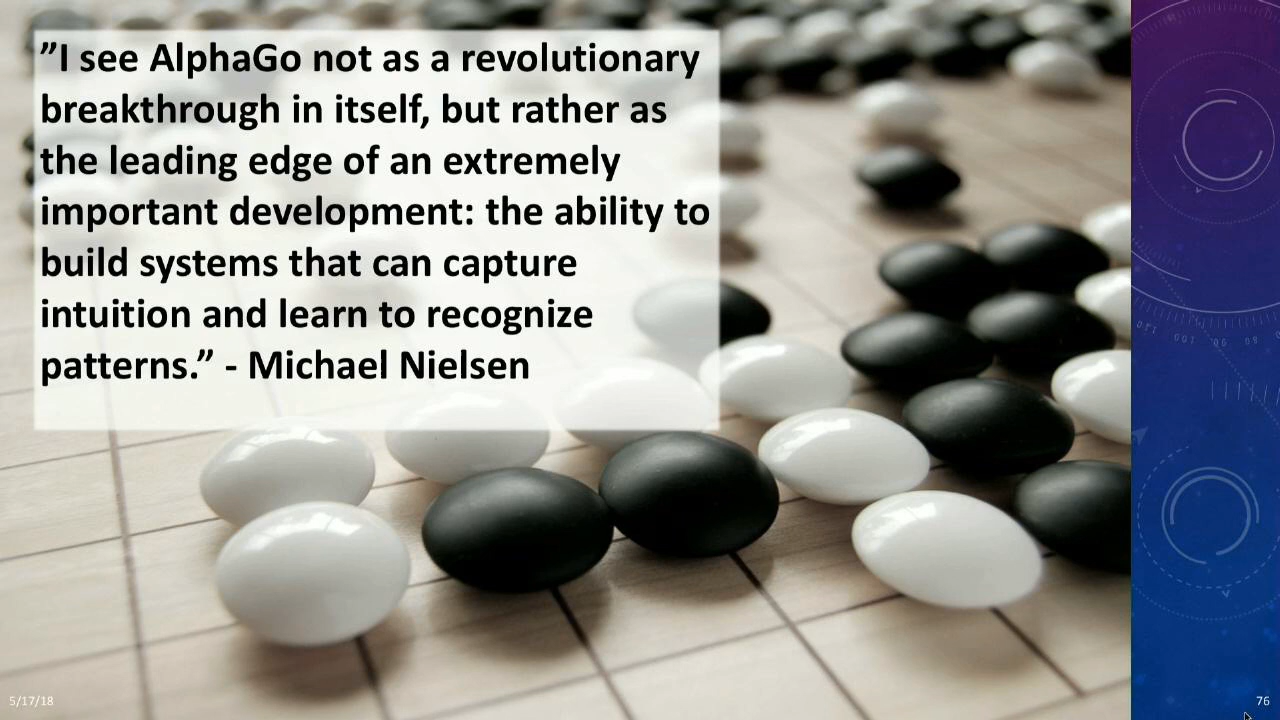 ”I see AlphaGo not as a revolutionary
breakthrough in itself, but rather as
the leading edge of an extremely
important development: the ability to
build systems that can capture
intuition and learn to recognize
patterns.” - Michael Nielsen
5/17/18
76